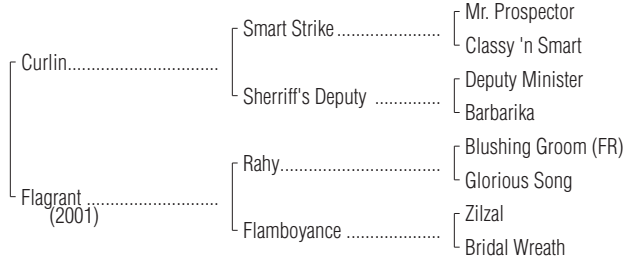 Mr. Prospector
Smart Strike
Classy 'n Smart
Curlin
Deputy Minister
Sherriff's Deputy
Barbarika
Blushing Groom (FR)
Rahy
Glorious Song
Flagrant
(2001)
Zilzal
Flamboyance
Bridal Wreath